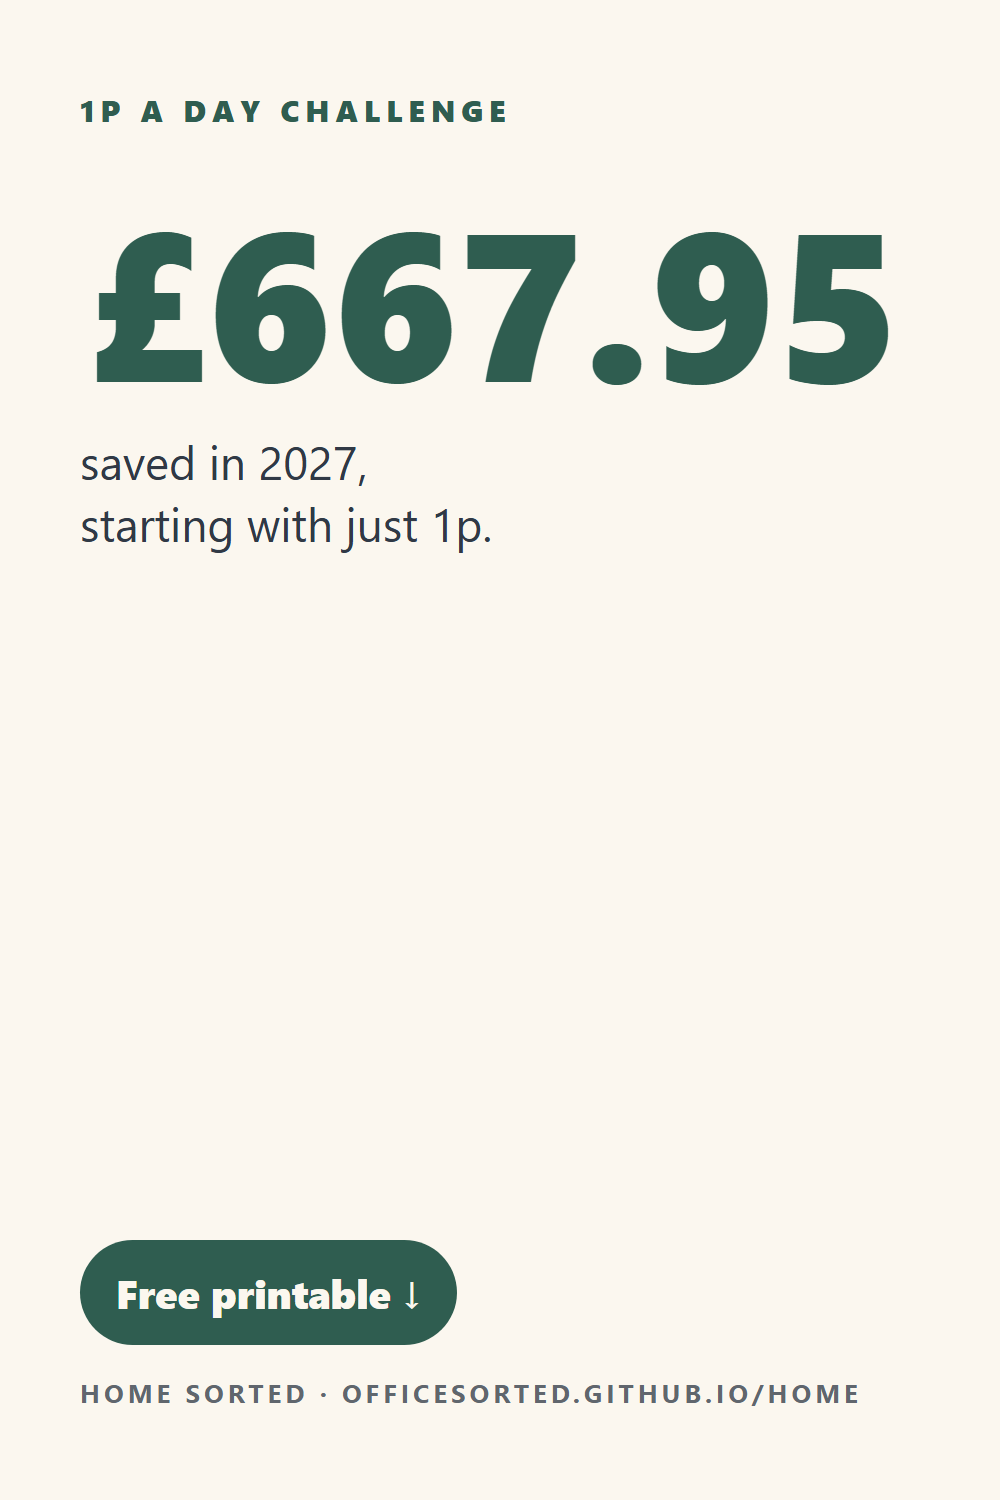 1P A DAY CHALLENGE
£667.95
saved in 2027,
starting with just 1p.
Free printable ↓
HOME SORTED · OFFICESORTED.GITHUB.IO/HOME